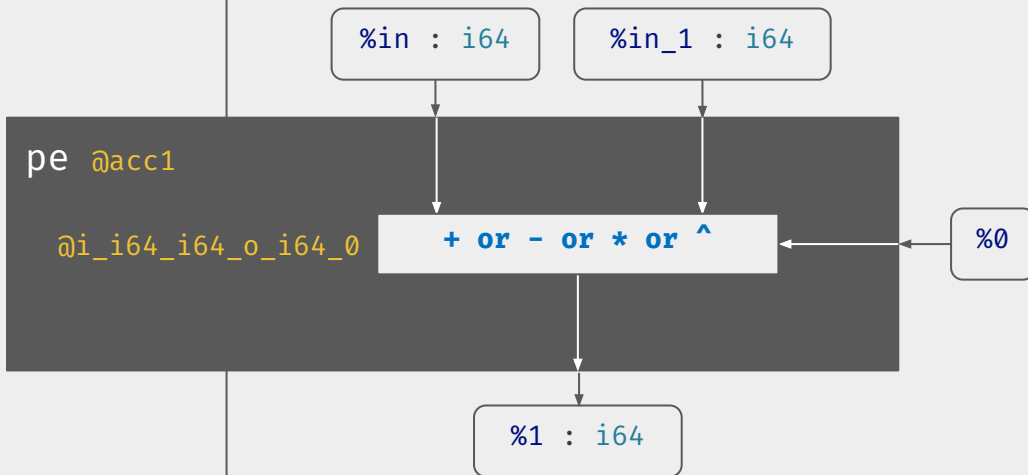 %in : i64
%in_1 : i64
pe @acc1
@i_i64_i64_o_i64_0
+ or - or * or ^
%0
%1 : i64